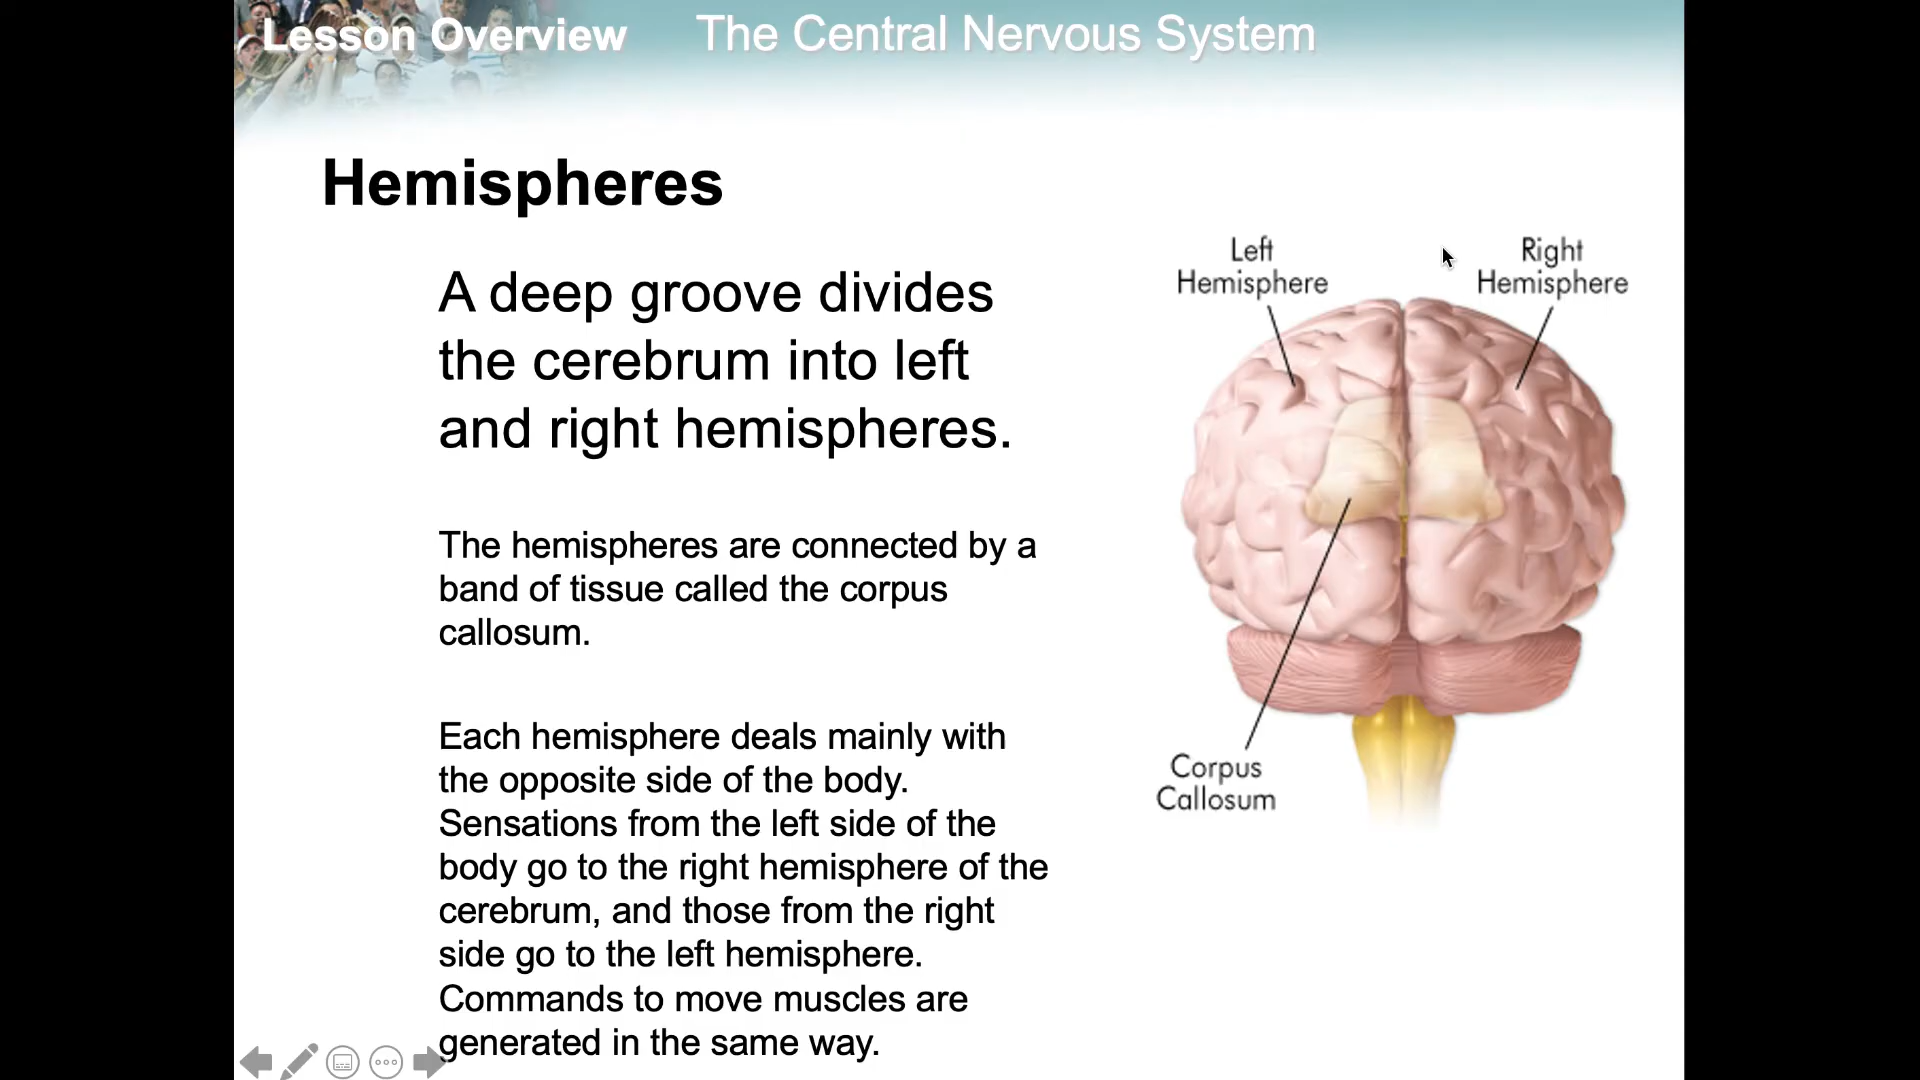 Lesson Overview
The Central Nervous System
Hemispheres
A deep groove divides
the cerebrum into left
and right hemispheres.
The hemispheres are connected by a
band of tissue called the corpus
callosum.
Each hemisphere deals mainly with
the opposite side of the body.
Sensations from the left side of the
body go to the right hemisphere of the
cerebrum, and those from the right
side go to the left hemisphere.
Commands to move muscles are
generated in the same way.
Left
Hemisphere
Right
Hemisphere
Corpus
Callosum